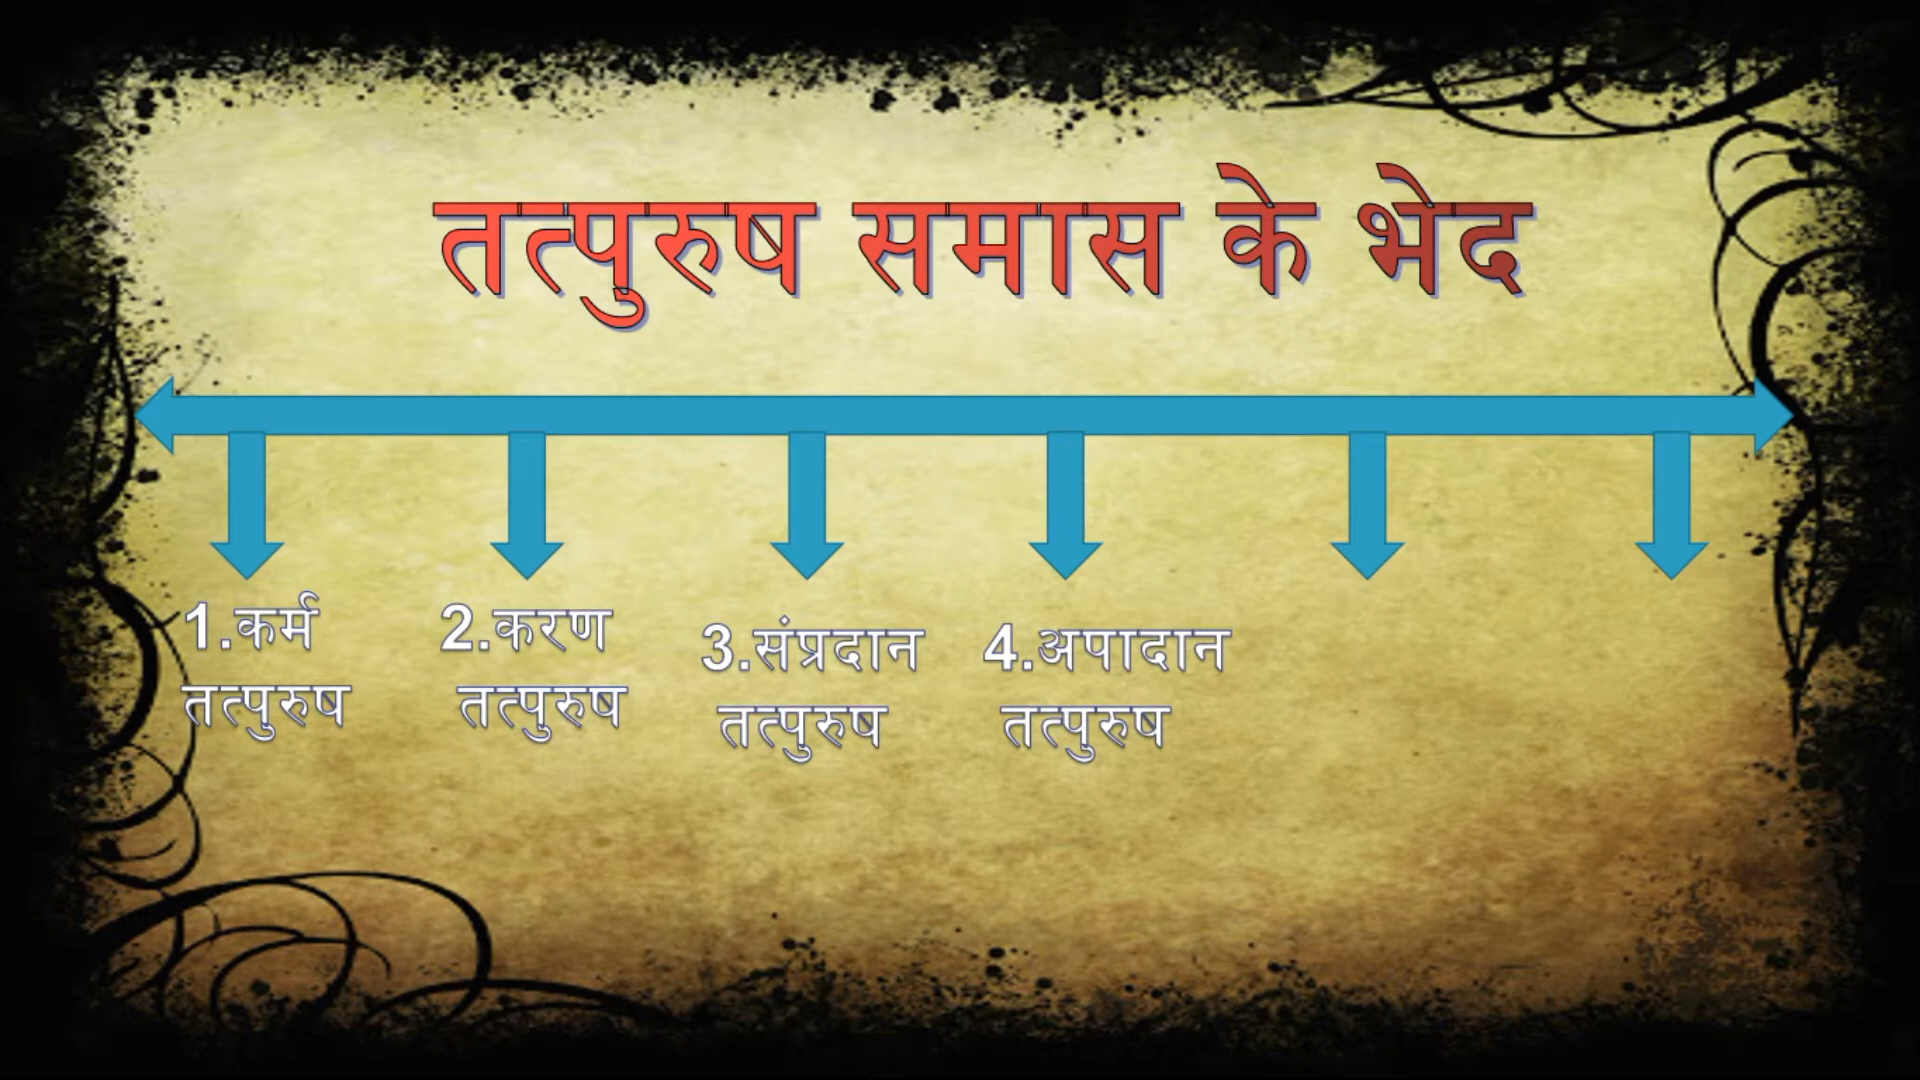 तत्पुरुष समास के भेद
1.कर्म
तत्पुरुष
2.करण
तत्पुरुष
3.संप्रदान
तत्पुरुष
4.अपादान
तत्पुरुष